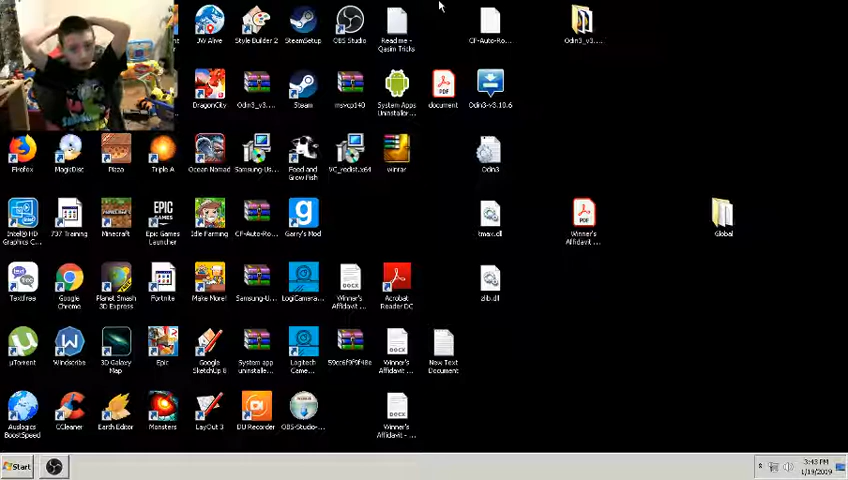 JW Alive
Style Builder 2
SteamSetup
OBS Studio
Read me -
Qasim Tricks
CF-Auto-Ro...
Odin3_v3....
DragonCity
Odin3_v3....
Steam
msvcp140
System Apps
Uninstaller...
document
Odin3-v3.10.6
Firefox
MagicDisc
Pizza
Triple A
Ocean Nomad
Samsung-Us...
Feed and
Grow Fish
VC_redist.x64
winrar
Odin3
Intel® HD
Graphics C...
737 Training
Minecraft
Epic Games
Launcher
Idle Farming
CF-Auto-Ro...
Garry's Mod
tmax.dll
Winner's
Affidavit ...
Global
TextFree
Google
Chrome
Planet Smash
3D Express
Fortnite
Make More!
Samsung-U...
LogiCamera...
Winner's
Affidavit ...
Acrobat
Reader DC
zlib.dll
µTorrent
Windscribe
3D Galaxy
Map
Epic
Google
SketchUp 8
System app
uninstalle...
Logitech
Came...
59cc6f9f9f48e
Winner's
Affidavit ...
New Text
Document
Auslogics
BoostSpeed
CCleaner
Earth Editor
Monsters
LayOut 3
DU Recorder
OBS-Studio-...
Winner's
Affidavit - ...
Start
3:43 PM
1/19/2009